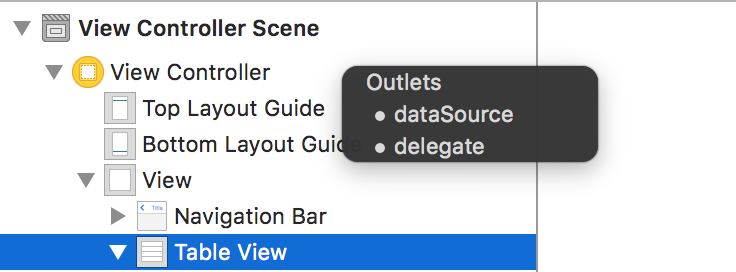 View Controller Scene
View Controller
Outlets
Top Layout Guide
dataSource
Bottom Layout Guide
delegate
View
Title
Navigation Bar
Table View